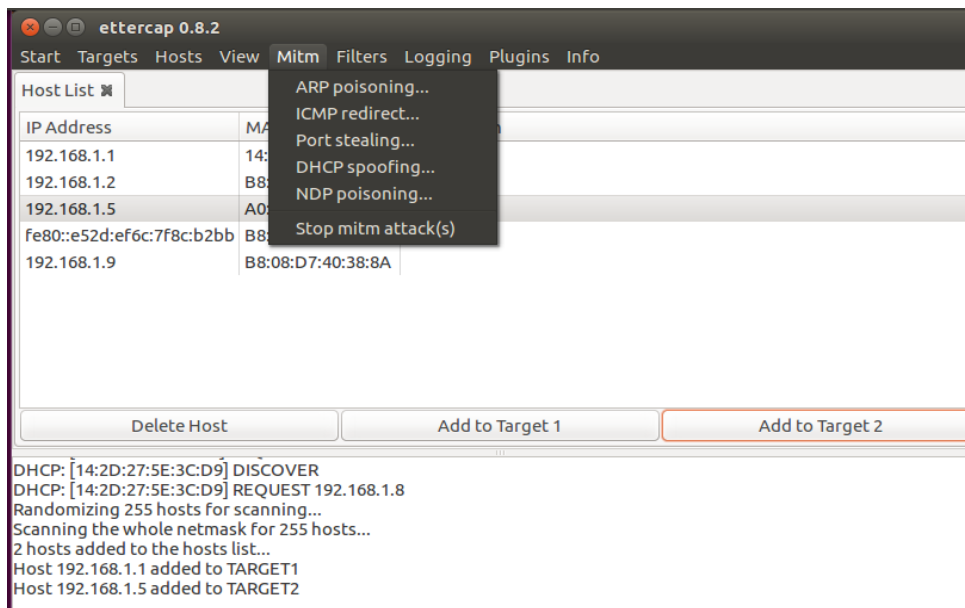 ettercap 0.8.2
Start Targets Hosts View Mitm Filters Logging Plugins Info
Host List
ARP poisoning...
ICMP redirect...
Port stealing...
DHCP spoofing...
NDP poisoning...
Stop mitm attack(s)
IP Address MA
192.168.1.1 14:
192.168.1.2 B8:
192.168.1.5 A0:
fe80::e52d:ef6c:7f8c:b2bb B8:
192.168.1.9 B8:08:D7:40:38:8A
Delete Host Add to Target 1 Add to Target 2
DHCP: [14:2D:27:5E:3C:D9] DISCOVER
DHCP: [14:2D:27:5E:3C:D9] REQUEST 192.168.1.8
Randomizing 255 hosts for scanning...
Scanning the whole netmask for 255 hosts...
2 hosts added to the hosts list...
Host 192.168.1.1 added to TARGET1
Host 192.168.1.5 added to TARGET2